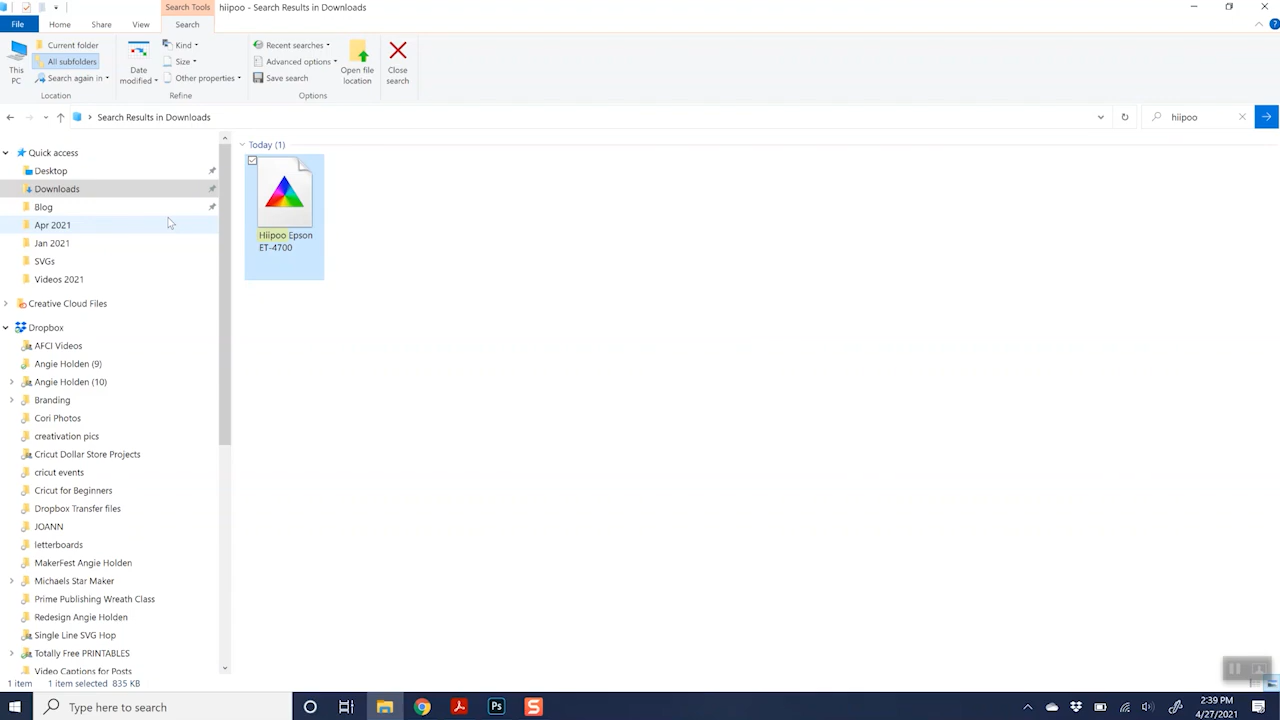 Search Tools
hiipoo - Search Results in Downloads
File
Home
Share
View
Search
This PC
Current folder
All subfolders
Search again in
Location
Date modified
Kind
Size
Other properties
Refine
Recent searches
Advanced options
Save search
Open file location
Options
Close search
Search Results in Downloads
hiipoo
Quick access
Desktop
Downloads
Blog
Apr 2021
Jan 2021
SVGs
Videos 2021
Creative Cloud Files
Dropbox
AFCI Videos
Angie Holden (9)
Angie Holden (10)
Branding
Cori Photos
creativation pics
Cricut Dollar Store Projects
cricut events
Cricut for Beginners
Dropbox Transfer files
JOANN
letterboards
MakerFest Angie Holden
Michaels Star Maker
Prime Publishing Wreath Class
Redesign Angie Holden
Single Line SVG Hop
Totally Free PRINTABLES
Video Captions for Posts
Today (1)
Hiipoo Epson
ET-4700
1 item
1 item selected 835 KB
Type here to search
Ps
S
2:39 PM
4/27/2021